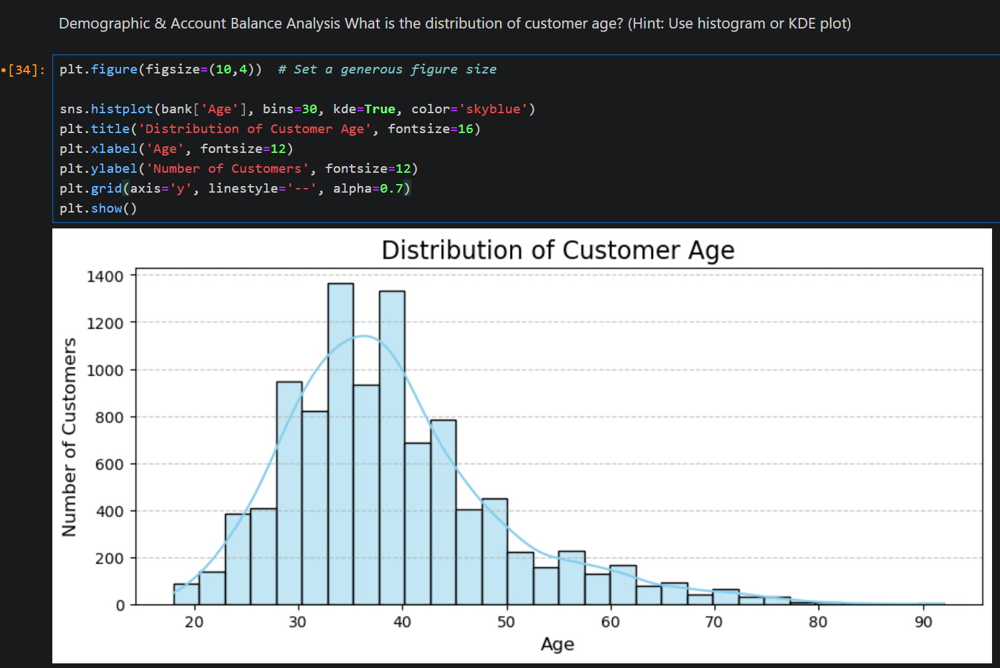 Demographic & Account Balance Analysis What is the distribution of customer age? (Hint: Use histogram or KDE plot)
•[34]:
plt.figure(figsize=(10,4))  # Set a generous figure size
sns.histplot(bank['Age'], bins=30, kde=True, color='skyblue')
plt.title('Distribution of Customer Age', fontsize=16)
plt.xlabel('Age', fontsize=12)
plt.ylabel('Number of Customers', fontsize=12)
plt.grid(axis='y', linestyle='--', alpha=0.7)
plt.show()
Distribution of Customer Age
Number of Customers
1400
1200
1000
800
600
400
200
0
20 30 40 50 60 70 80 90
Age